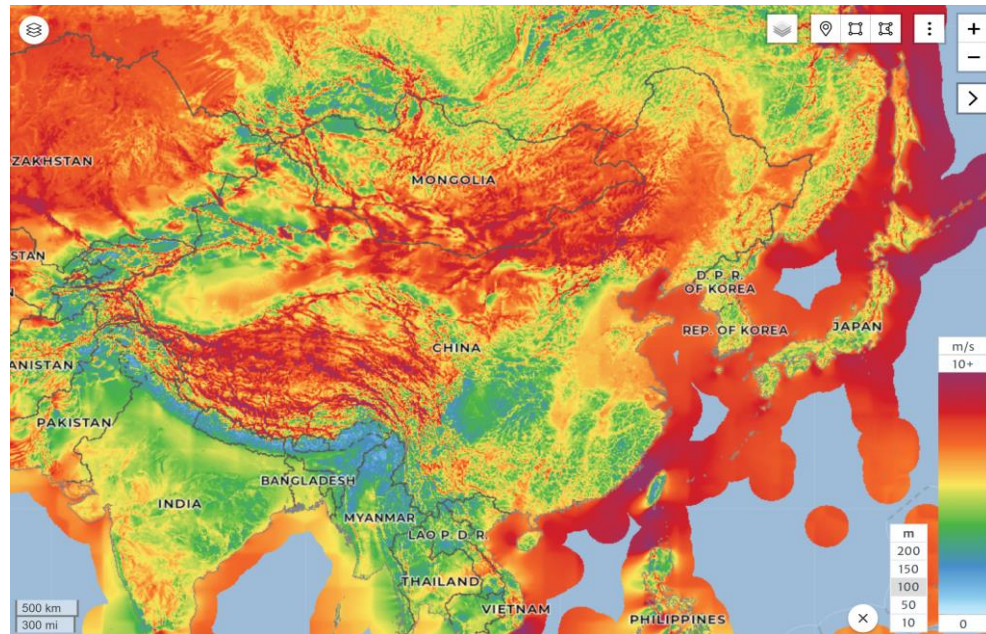 ZAKHSTAN
MONGOLIA
STAN
N
D. P. R.
OF KOREA
REP. OF KOREA
JAPAN
CHINA
ANISTAN
PAKISTAN
BANGLADESH
INDIA
MYANMAR
LAO P. D. R.
THAILAND
VIETNAM
PHILIPPINES
m/s
10+
0
m
200
150
100
50
10
500 km
300 mi